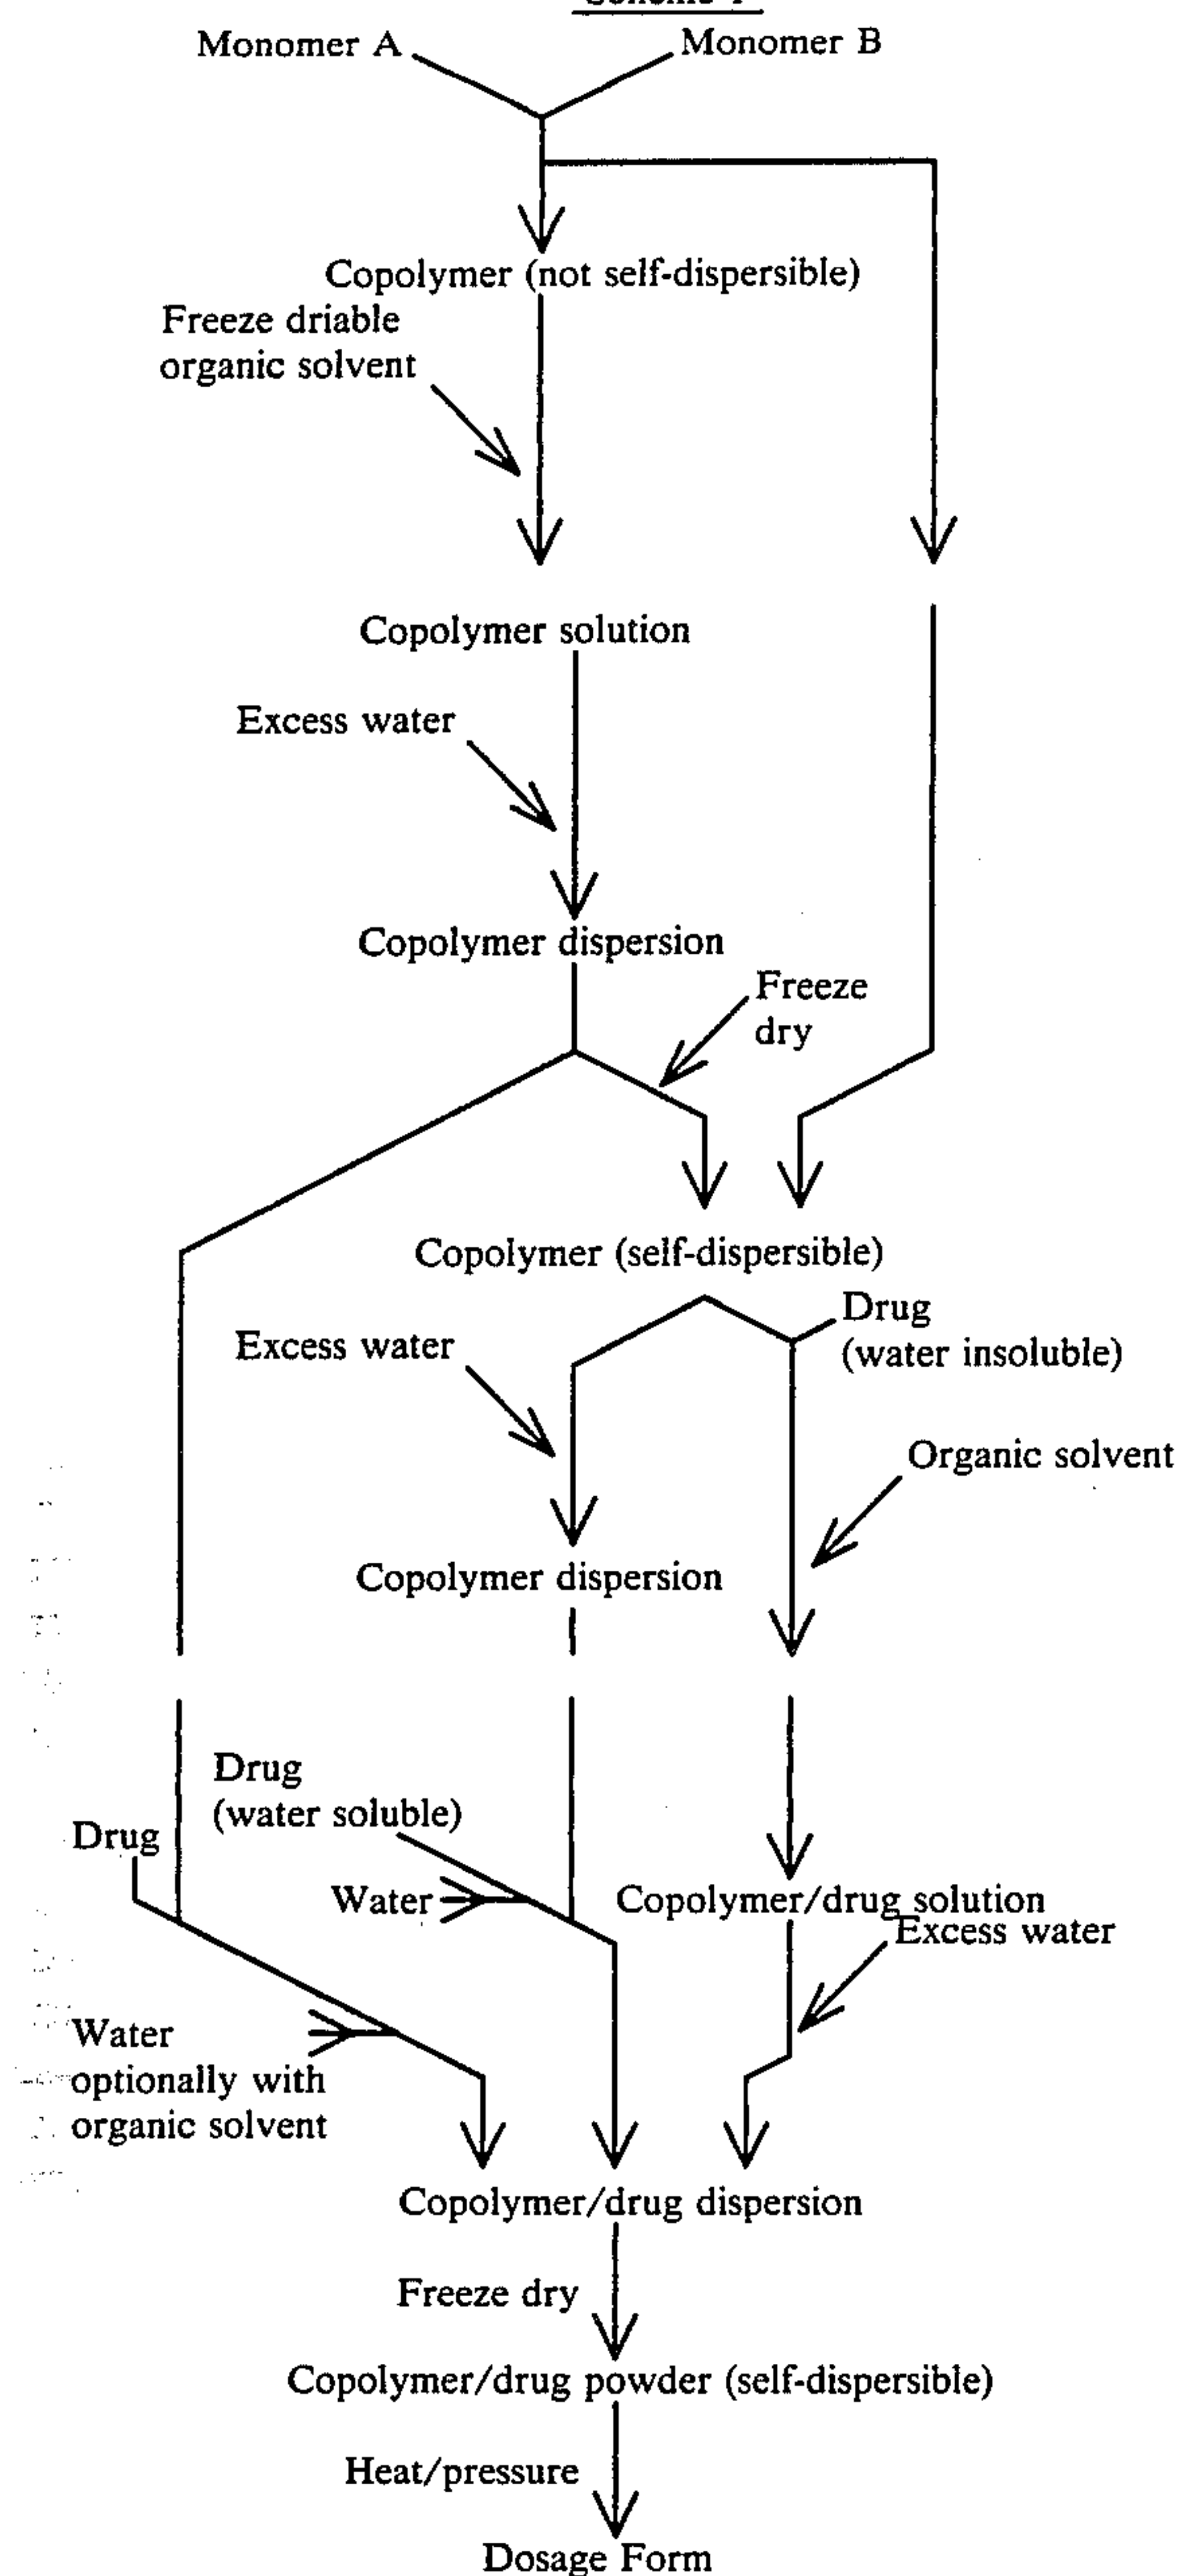 Monomer A
Monomer B
Copolymer (not self-dispersible)
Freeze driable
organic solvent
Copolymer solution
Excess water
Copolymer dispersion
Freeze
dry
Copolymer (self-dispersible)
Drug
(water insoluble)
Excess water
Organic solvent
Copolymer dispersion
Drug
(water soluble)
Drug
Water
Copolymer/drug solution
Excess water
Water
optionally with
organic solvent
Copolymer/drug dispersion
Freeze dry
Copolymer/drug powder (self-dispersible)
Heat/pressure
Dosage Form